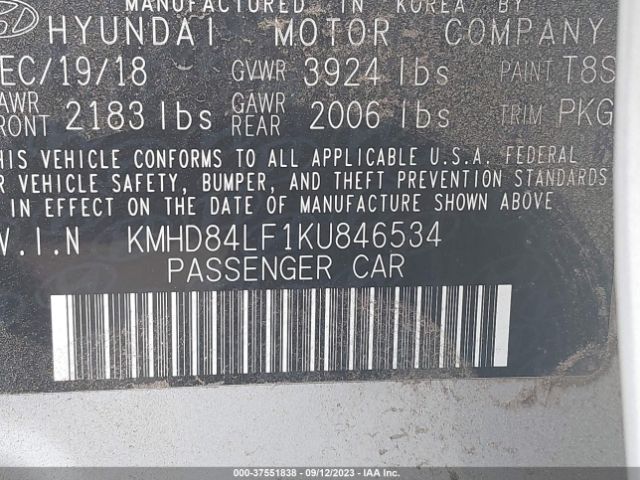 MANUFACTURED IN KOREA BY
HYUNDAI MOTOR COMPANY
EC/19/18 GVWR 3924 lbs PAINT T8S
AWR FRONT 2183 lbs GAWR REAR 2006 lbs TRIM PKG
HIS VEHICLE CONFORMS TO ALL APPLICABLE U.S.A. FEDERAL
R VEHICLE SAFETY, BUMPER, AND THEFT PREVENTION STANDARDS
IN EFFECT ON THE DATE OF MANUFACTURE SHOWN ABOVE
V.I.N KMHD84LF1KU846534
PASSENGER CAR
000-37551838 - 09/12/2023 - IAA Inc.